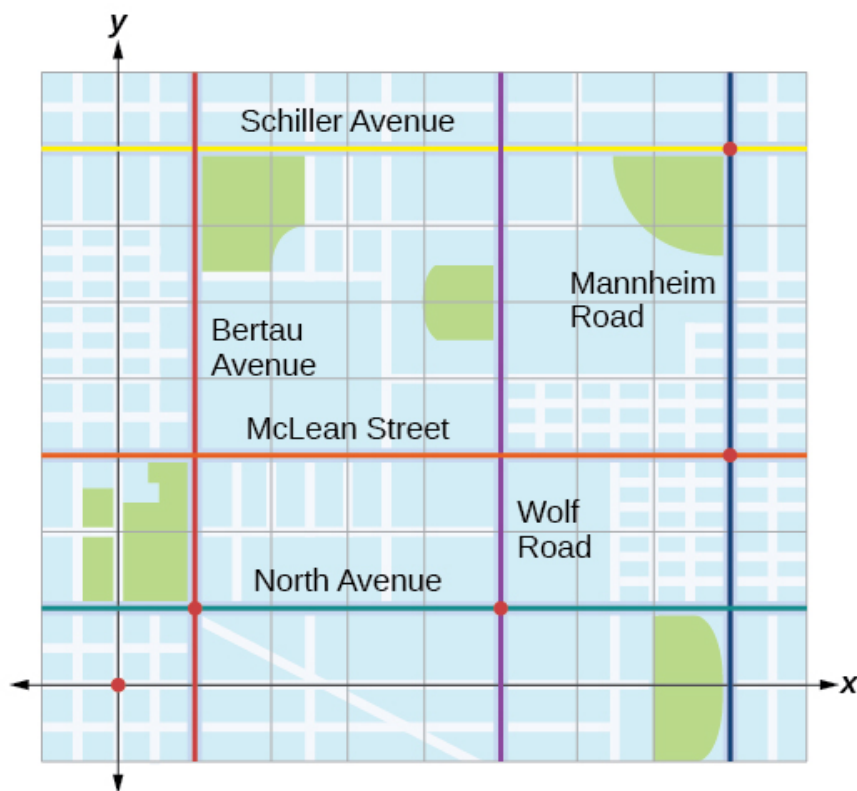 y
Schiller Avenue
Mannheim
Road
Bertau
Avenue
McLean Street
Wolf
Road
North Avenue
x